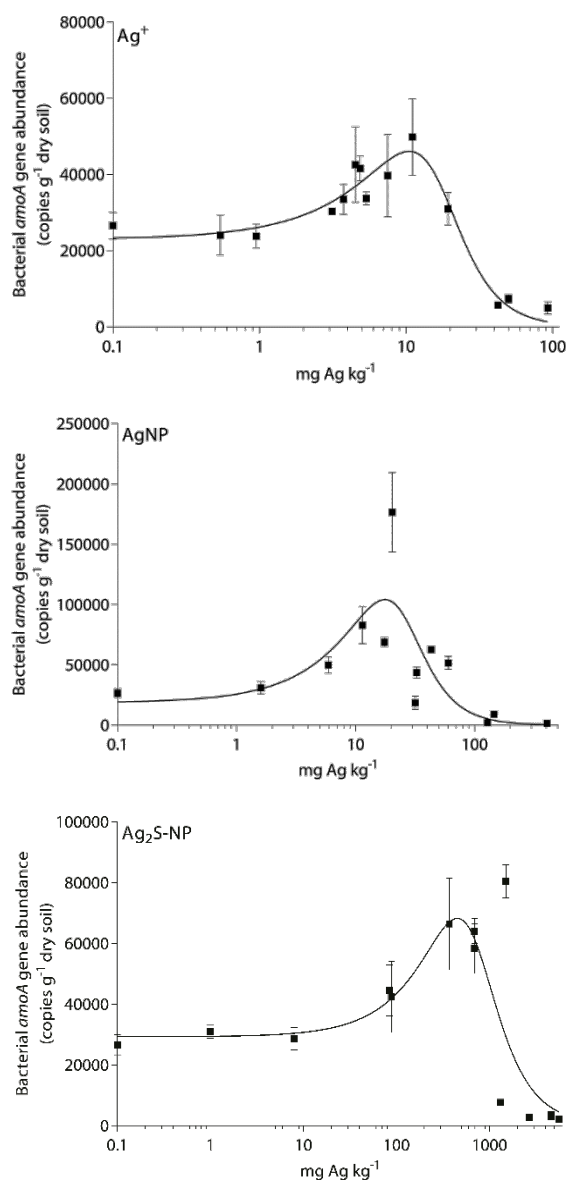 Ag⁺
Bacterial amoA gene abundance
(copies g⁻¹ dry soil)
80000
60000
40000
20000
0
0.1
1
10
100
mg Ag kg⁻¹
AgNP
Bacterial amoA gene abundance
(copies g⁻¹ dry soil)
250000
200000
150000
100000
50000
0
0.1
1
10
100
mg Ag kg⁻¹
Ag₂S-NP
Bacterial amoA gene abundance
(copies g⁻¹ dry soil)
100000
80000
60000
40000
20000
0
0.1
1
10
100
1000
mg Ag kg⁻¹